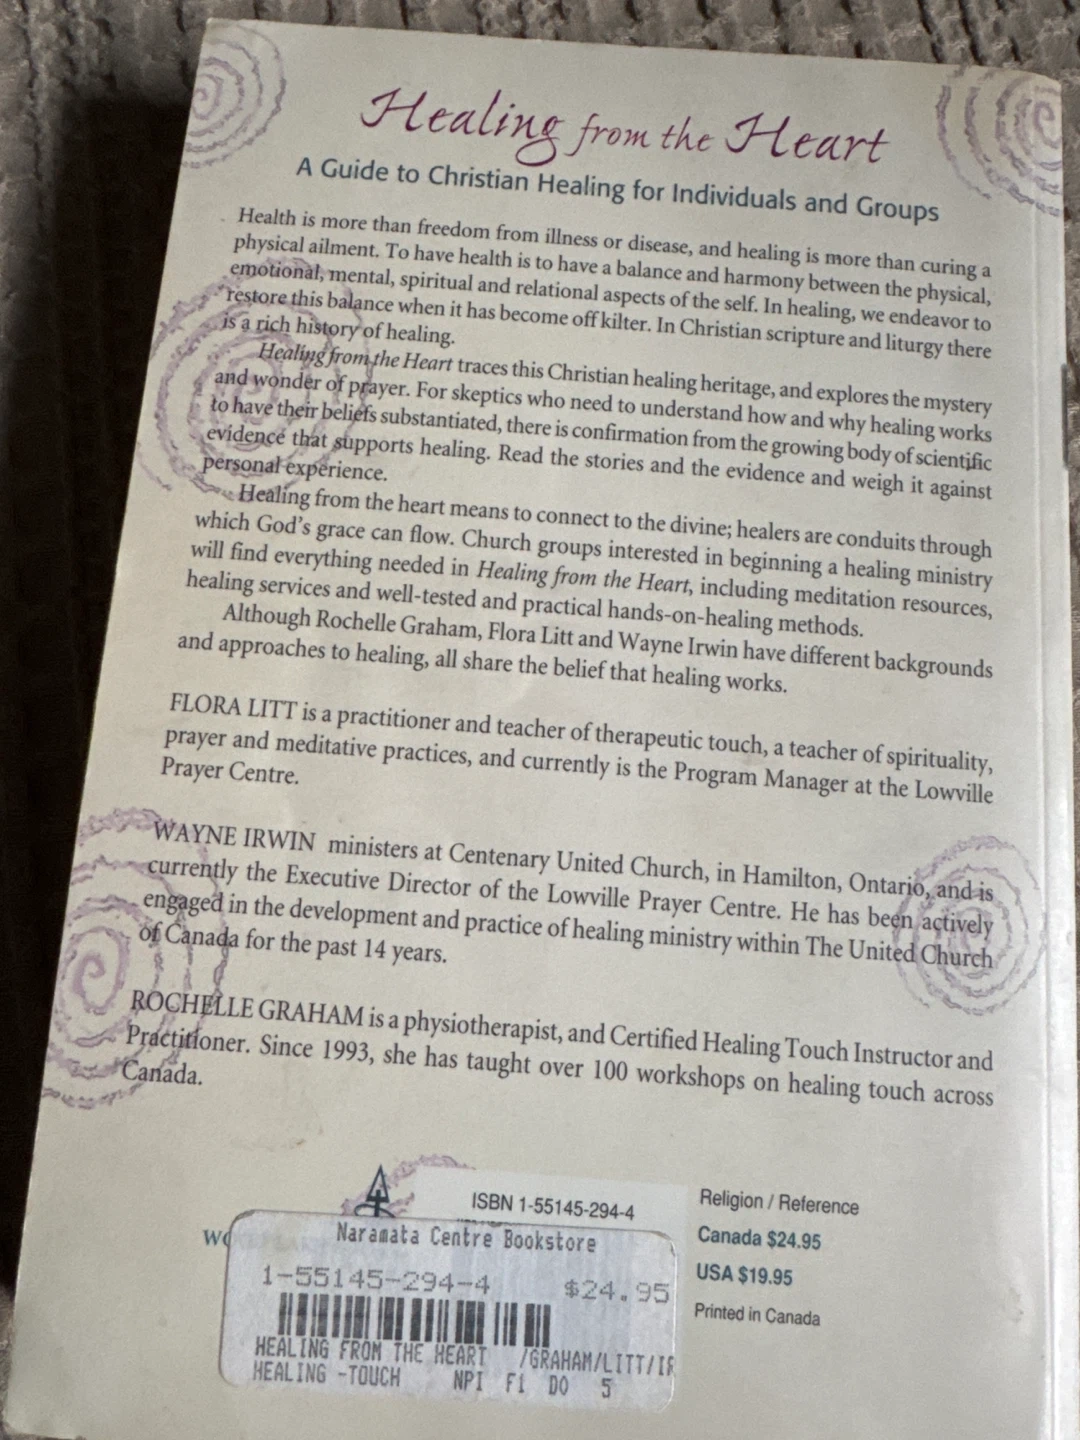 Healing from the Heart
A Guide to Christian Healing for Individuals and Groups
Health is more than freedom from illness or disease, and healing is more than curing a
physical ailment. To have health is to have a balance and harmony between the physical,
emotional, mental, spiritual and relational aspects of the self. In healing, we endeavor to
restore this balance when it has become off kilter. In Christian scripture and liturgy there
is a rich history of healing.
Healing from the Heart traces this Christian healing heritage, and explores the mystery
and wonder of prayer. For skeptics who need to understand how and why healing works
to have their beliefs substantiated, there is confirmation from the growing body of scientific
evidence that supports healing. Read the stories and the evidence and weigh it against
personal experience.
Healing from the heart means to connect to the divine; healers are conduits through
which God's grace can flow. Church groups interested in beginning a healing ministry
will find everything needed in Healing from the Heart, including meditation resources,
healing services and well-tested and practical hands-on-healing methods.
Although Rochelle Graham, Flora Litt and Wayne Irwin have different backgrounds
and approaches to healing, all share the belief that healing works.
FLORA LITT is a practitioner and teacher of therapeutic touch, a teacher of spirituality,
prayer and meditative practices, and currently is the Program Manager at the Lowville
Prayer Centre.
WAYNE IRWIN ministers at Centenary United Church, in Hamilton, Ontario, and is
currently the Executive Director of the Lowville Prayer Centre. He has been actively
engaged in the development and practice of healing ministry within The United Church
of Canada for the past 14 years.
ROCHELLE GRAHAM is a physiotherapist, and Certified Healing Touch Instructor and
Practitioner. Since 1993, she has taught over 100 workshops on healing touch across
Canada.
ISBN 1-55145-294-4
Naramata Centre Bookstore
1-55145-294-4 $24.95
HEALING FROM THE HEART /GRAHAM/LITT/IR
HEALING -TOUCH NPI F1 DO 5
Religion / Reference
Canada $24.95
USA $19.95
Printed in Canada